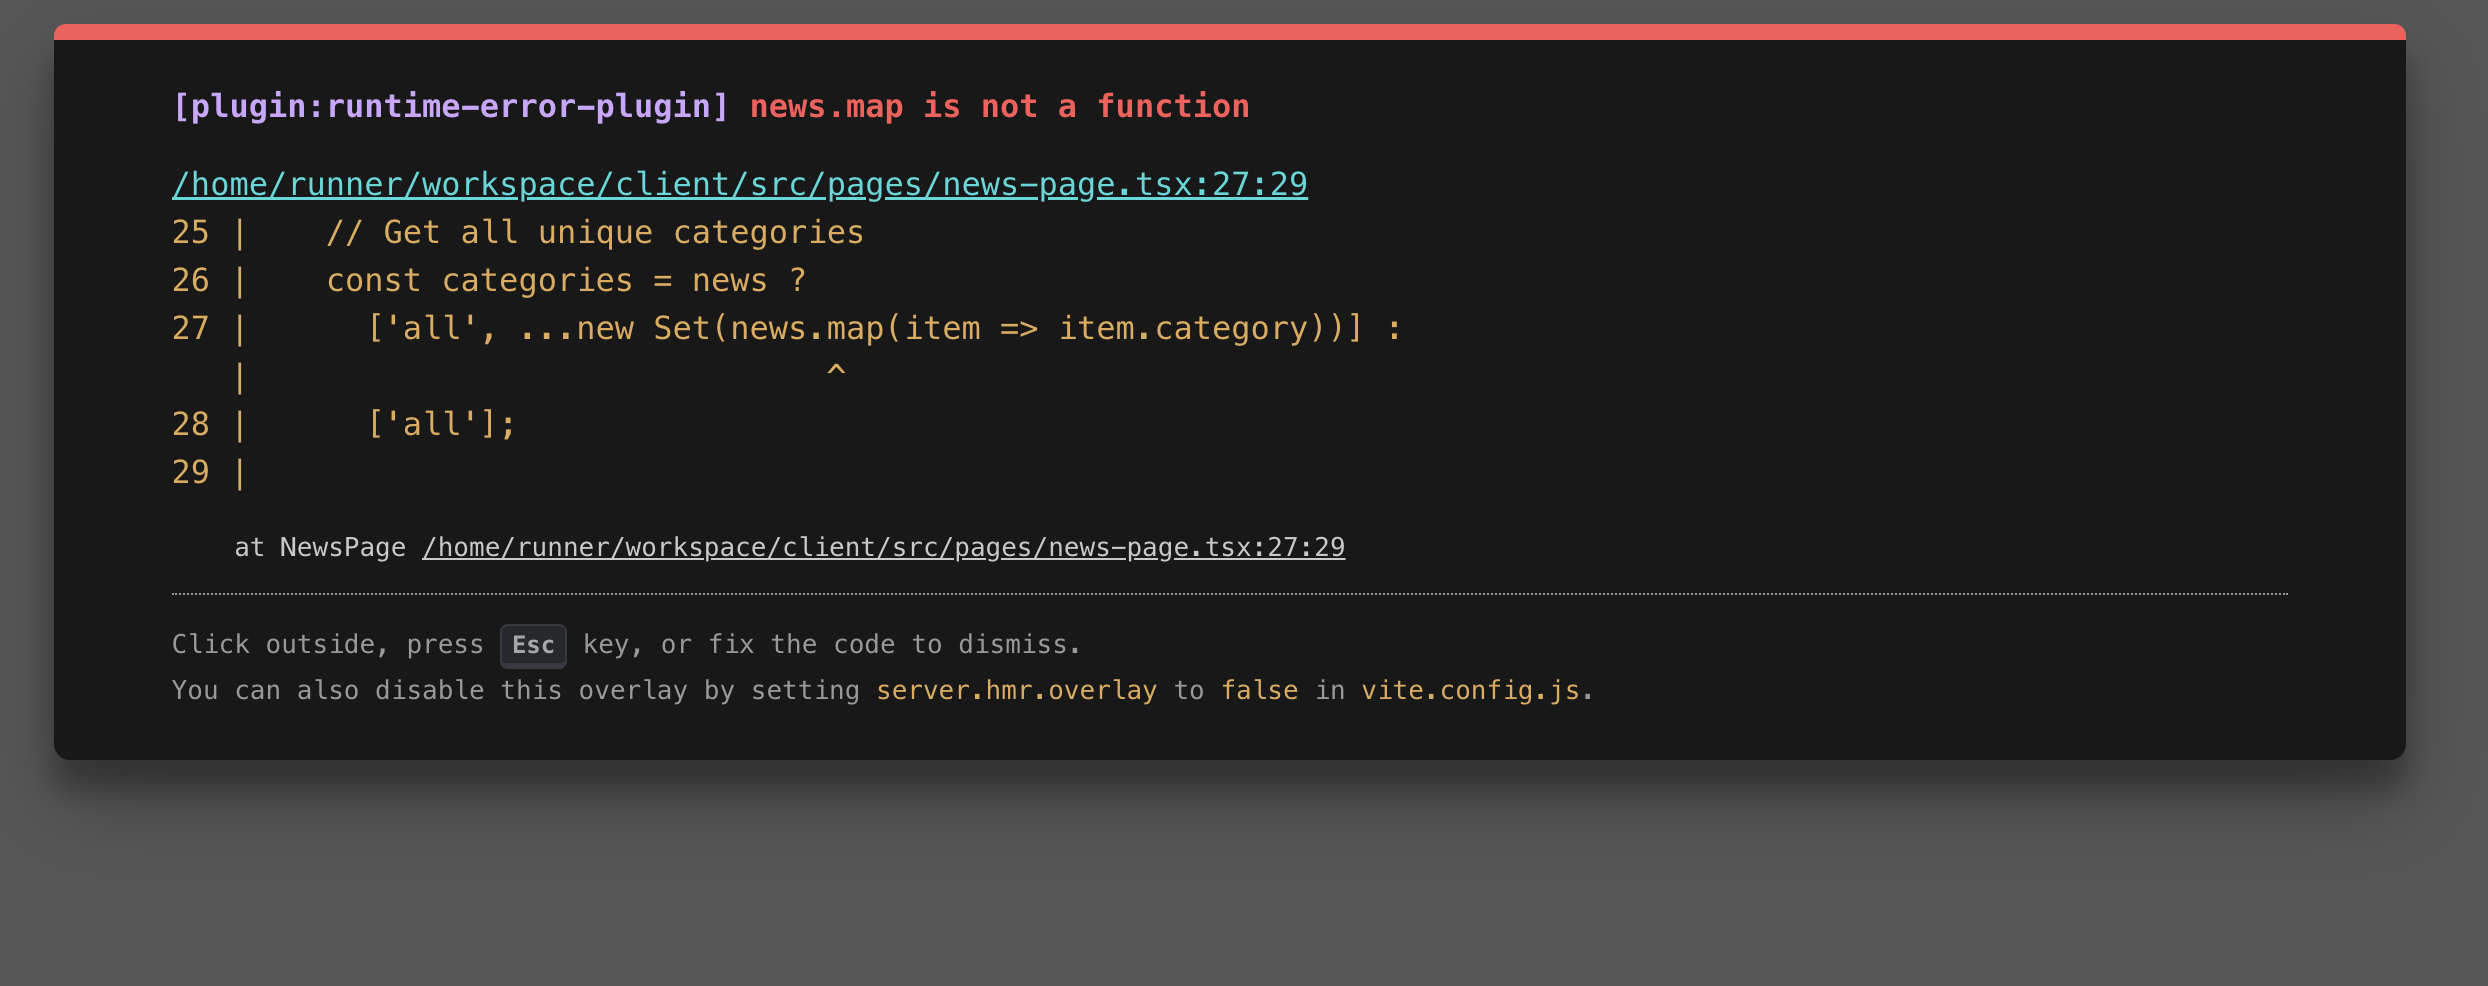 [plugin:runtime-error-plugin] news.map is not a function
/home/runner/workspace/client/src/pages/news-page.tsx:27:29
25 |    // Get all unique categories
26 |    const categories = news ?
27 |      ['all', ...new Set(news.map(item => item.category))] :
   |                              ^
28 |      ['all'];
29 |
at NewsPage /home/runner/workspace/client/src/pages/news-page.tsx:27:29
Click outside, press Esc key, or fix the code to dismiss.
You can also disable this overlay by setting server.hmr.overlay to false in vite.config.js.